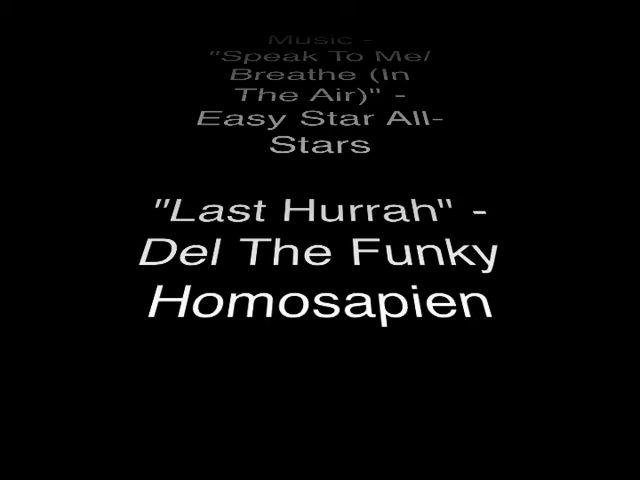 Music -
"Speak To Me/
Breathe (In
The Air)" -
Easy Star All-
Stars
"Last Hurrah" -
Del The Funky
Homosapien